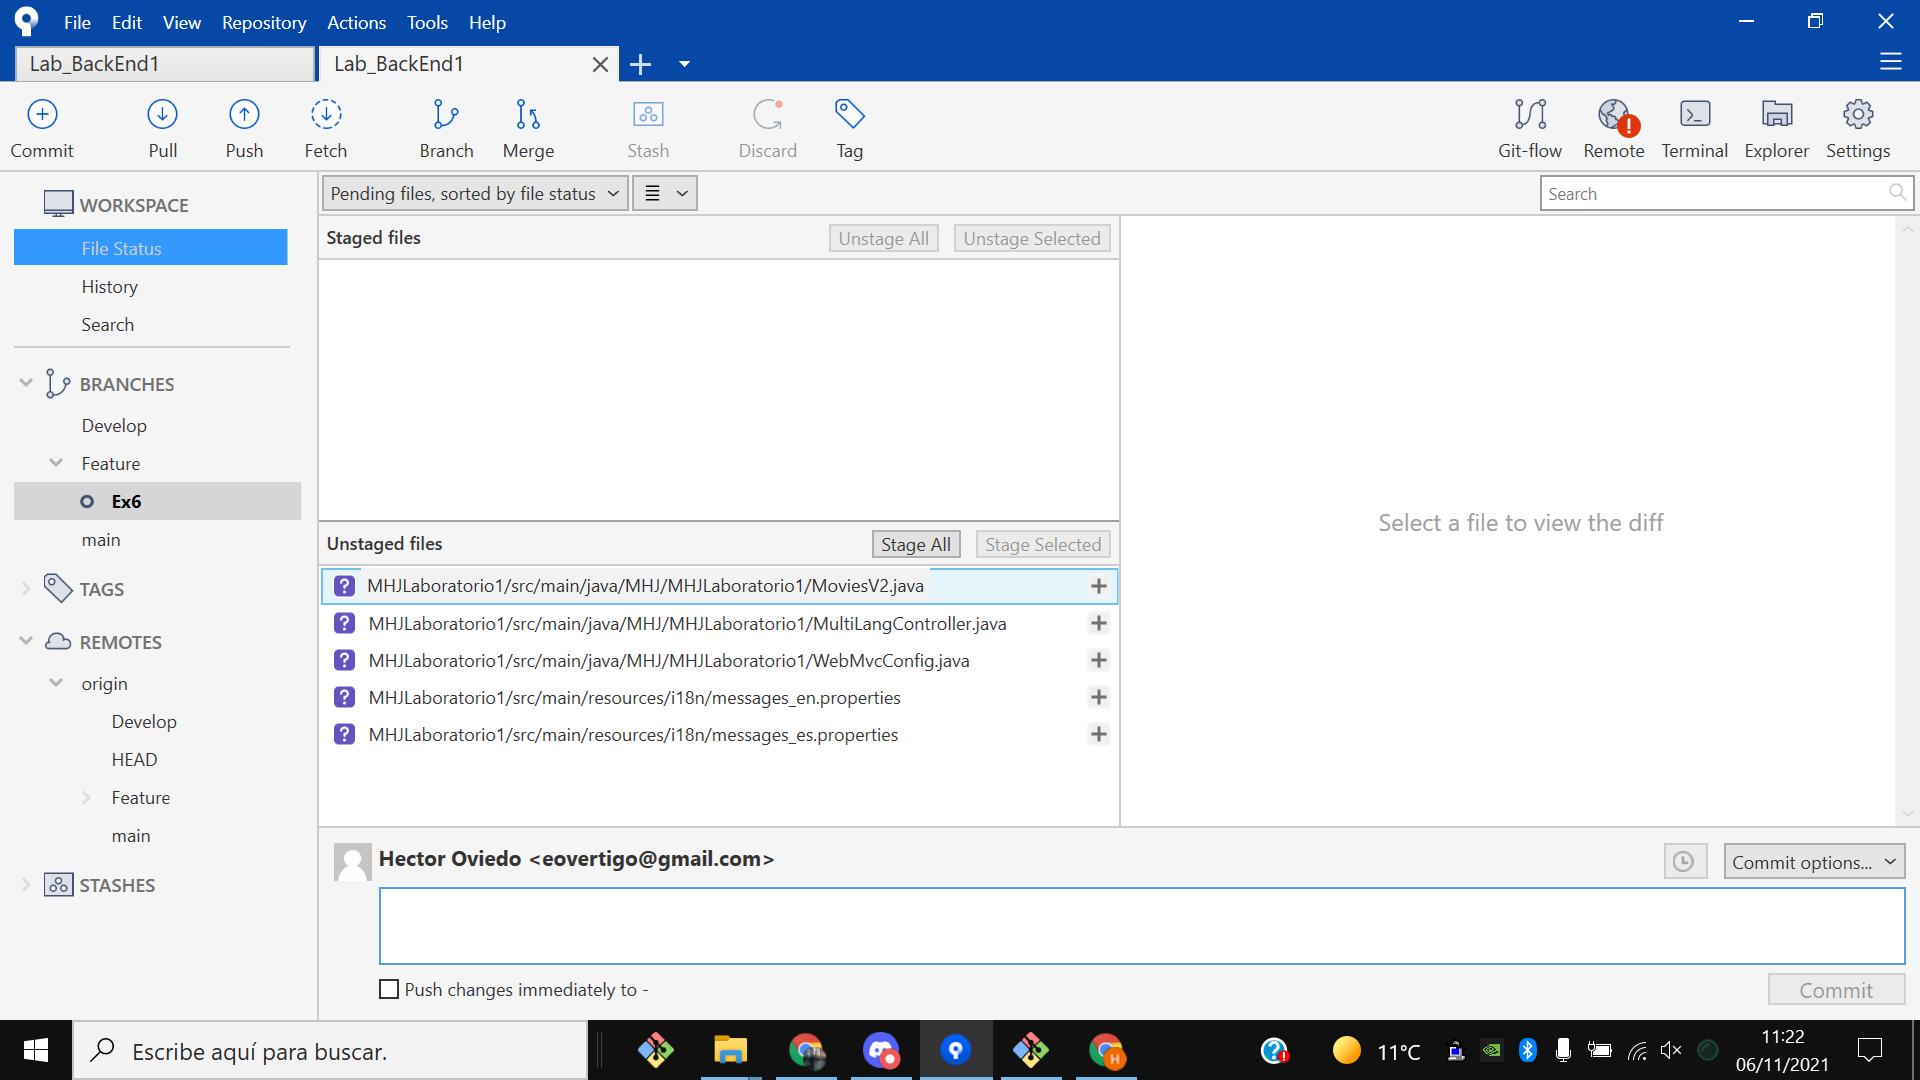 File Edit View Repository Actions Tools Help
Lab_BackEnd1 Lab_BackEnd1
Commit Pull Push Fetch Branch Merge Stash Discard Tag Git-flow Remote Terminal Explorer Settings
WORKSPACE
File Status
History
Search
BRANCHES
Develop
Feature
Ex6
main
TAGS
REMOTES
origin
Develop
HEAD
Feature
main
STASHES
Pending files, sorted by file status
Search
Staged files Unstage All Unstage Selected
Unstaged files Stage All Stage Selected
MHJLaboratorio1/src/main/java/MHJ/MHJLaboratorio1/MoviesV2.java
MHJLaboratorio1/src/main/java/MHJ/MHJLaboratorio1/MultiLangController.java
MHJLaboratorio1/src/main/java/MHJ/MHJLaboratorio1/WebMvcConfig.java
MHJLaboratorio1/src/main/resources/i18n/messages_en.properties
MHJLaboratorio1/src/main/resources/i18n/messages_es.properties
Select a file to view the diff
Hector Oviedo <eovertigo@gmail.com>
Commit options...
Push changes immediately to -
Commit
Escribe aquí para buscar.
H
11°C
11:22
06/11/2021